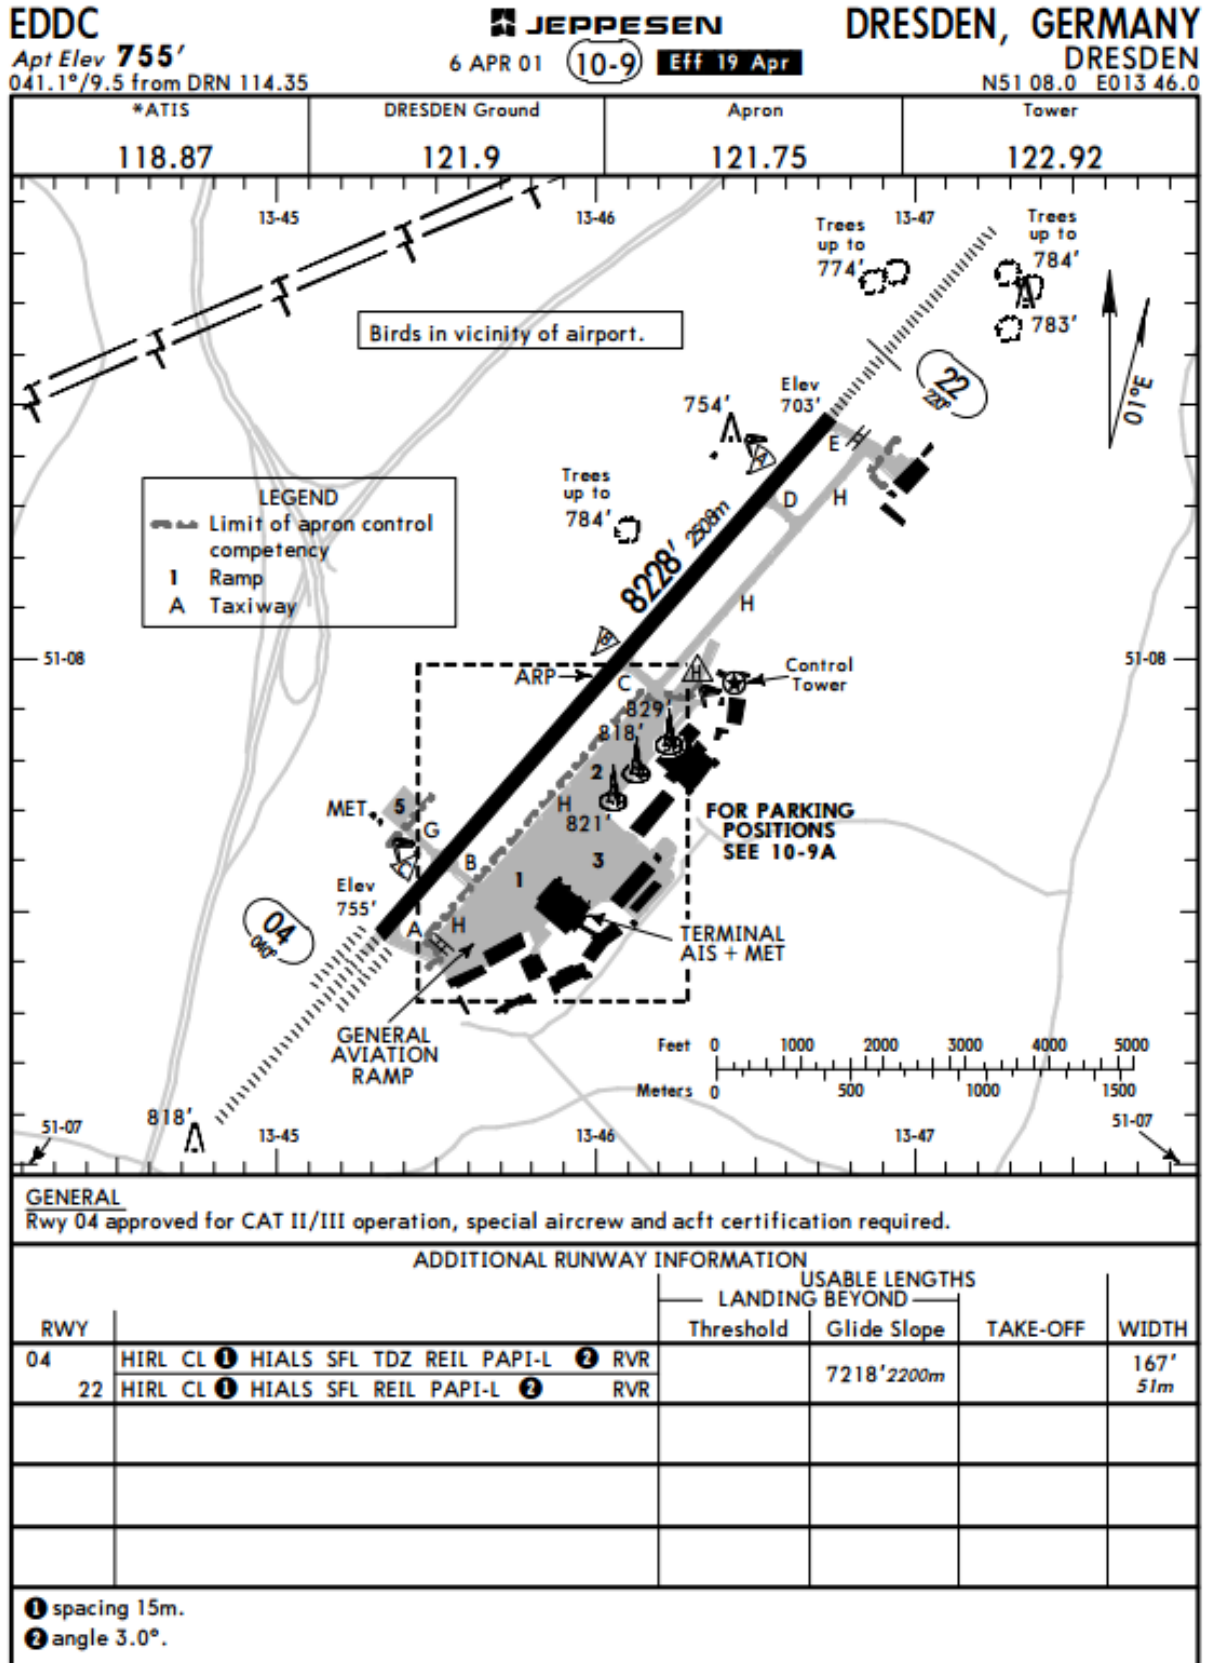 EDDC
JEPPESEN
DRESDEN, GERMANY
Apt Elev 755'
6 APR 01 10-9 Eff 19 Apr
DRESDEN
041.1°/9.5 from DRN 114.35
N51 08.0 E013 46.0
*ATIS
DRESDEN Ground
Apron
Tower
118.87
121.9
121.75
122.92
13-45
13-46
13-47
Trees
up to
774'
Trees
up to
784'
783'
Birds in vicinity of airport.
01°E
22
220°
Elev
703'
754'
A
E
H
D
Trees
up to
784'
8228' 2508m
LEGEND
Limit of apron control
competency
1 Ramp
A Taxiway
H
B
51-08
51-08
ARP
C
H
Control
Tower
829'
818'
2
H
821'
MET
5
G
B
C
FOR PARKING
POSITIONS
SEE 10-9A
3
1
Elev
755'
04
040°
A
H
TERMINAL
AIS + MET
GENERAL
AVIATION
RAMP
Feet 0 1000 2000 3000 4000 5000
Meters 0 500 1000 1500
818'
51-07
13-45
13-46
13-47
51-07
GENERAL
Rwy 04 approved for CAT II/III operation, special aircrew and acft certification required.
ADDITIONAL RUNWAY INFORMATION
USABLE LENGTHS
LANDING BEYOND
RWY
Threshold
Glide Slope
TAKE-OFF
WIDTH
04 HIRL CL ❶ HIALS SFL TDZ REIL PAPI-L ❷ RVR
22 HIRL CL ❶ HIALS SFL REIL PAPI-L ❷ RVR
7218' 2200m
167'
51m
❶ spacing 15m.
❷ angle 3.0°.